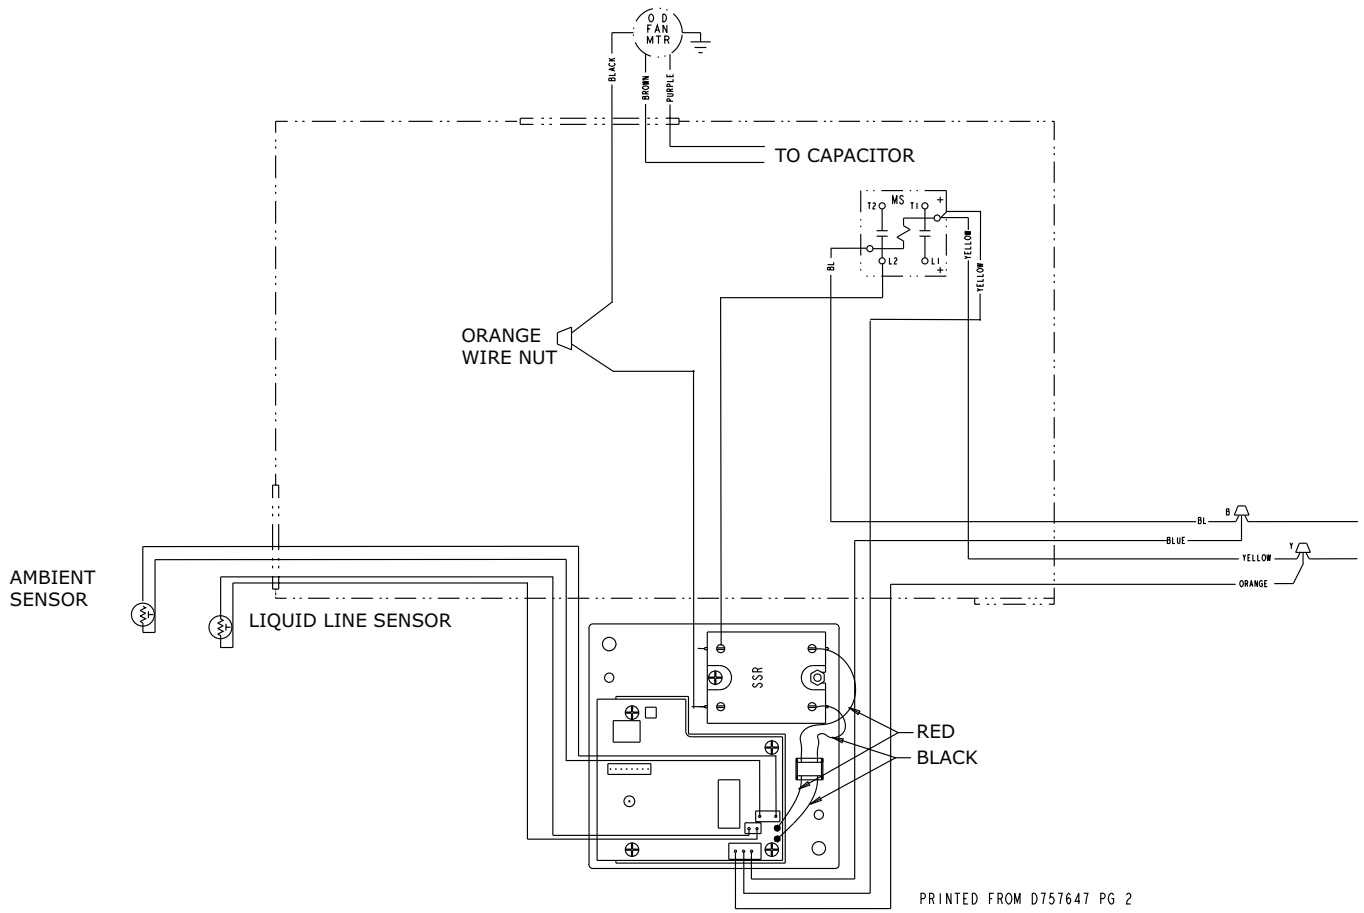 O D
FAN
MTR
BLACK
BROWN
PURPLE
TO CAPACITOR
T2
MS
T1
+
L2
L1
+
BL
YELLOW
YELLOW
ORANGE
WIRE NUT
BL
B
BLUE
YELLOW
Y
ORANGE
AMBIENT
SENSOR
LIQUID LINE SENSOR
SSR
RED
BLACK
PRINTED FROM D757647 PG 2